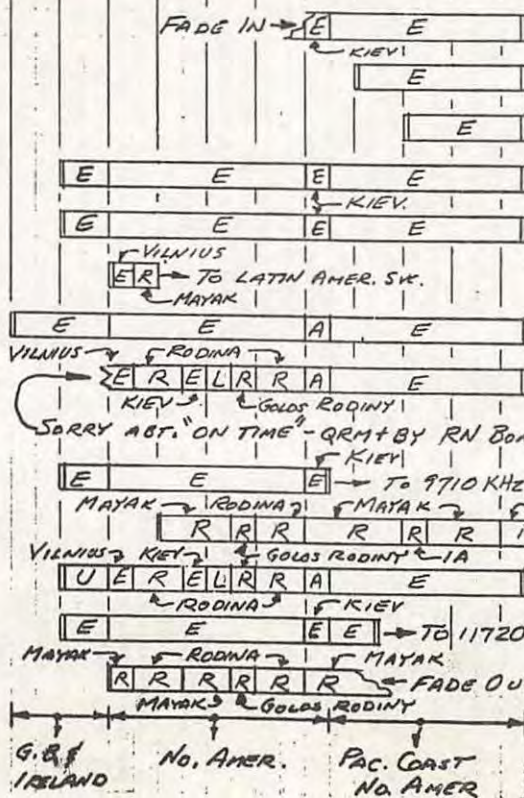 FADE IN → E E
KIEV
E
E
E E E E
KIEV.
E E E E
VILNIUS
E R → TO LATIN AMER. SVC.
MAYAK
E E A E
VILNIUS RODINA
E R E L R R A E
KIEV GOLOS RODINY
SORRY ABT. "ON TIME" - QRM+ BY RN Bon
KIEV
E E E → TO 9710 KHz
MAYAK RODINA MAYAK
R R R R R R
GOLOS RODINY IA
VILNIUS KIEV
U E R E L R R A E
RODINA KIEV
E E E E → TO 11720
MAYAK RODINA MAYAK
R R R R R R FADE OU
MAYAK GOLOS RODINY
G.B. & IRELAND
NO. AMER.
PAC. COAST NO. AMER